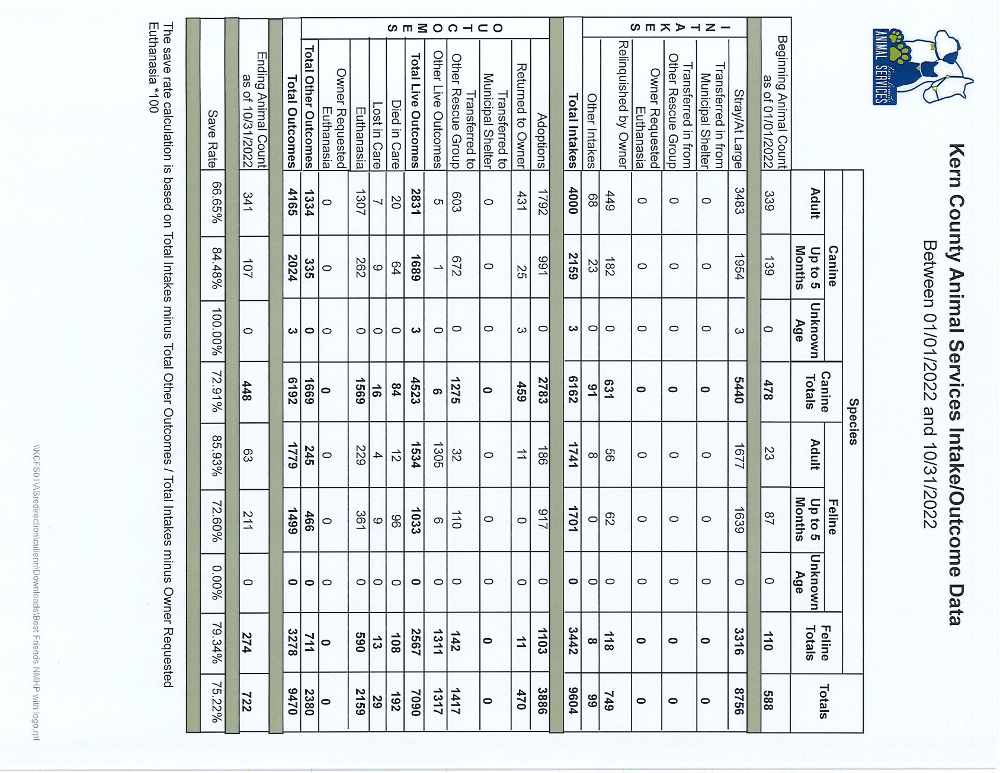 Kern County
ANIMAL SERVICES
Kern County Animal Services Intake/Outcome Data
Between 01/01/2022 and 10/31/2022
Species
Canine Canine Totals Feline Feline Totals Totals
Adult Up to 5 Months Unknown Age Adult Up to 5 Months Unknown Age
Beginning Animal Count
as of 01/01/2022 339 139 0 478 23 87 0 110 588
INTAKES
Stray/At Large 3483 1954 3 5440 1677 1639 0 3316 8756
Transferred in from
Municipal Shelter 0 0 0 0 0 0 0 0 0
Transferred in from
Other Rescue Group 0 0 0 0 0 0 0 0 0
Owner Requested
Euthanasia 0 0 0 0 0 0 0 0 0
Relinquished by Owner 449 182 0 631 56 62 0 118 749
Other Intakes 68 23 0 91 8 0 0 8 99
Total Intakes 4000 2159 3 6162 1741 1701 0 3442 9604
OUTCOMES
Adoptions 1792 991 0 2783 186 917 0 1103 3886
Returned to Owner 431 25 3 459 11 0 0 11 470
Transferred to
Municipal Shelter 0 0 0 0 0 0 0 0 0
Transferred to
Other Rescue Group 603 672 0 1275 32 110 0 142 1417
Other Live Outcomes 5 1 0 6 1305 6 0 1311 1317
Total Live Outcomes 2831 1689 3 4523 1534 1033 0 2567 7090
Died in Care 20 64 0 84 12 96 0 108 192
Lost in Care 7 9 0 16 4 9 0 13 29
Euthanasia 1307 262 0 1569 229 361 0 590 2159
Owner Requested
Euthanasia 0 0 0 0 0 0 0 0 0
Total Other Outcomes 1334 335 0 1669 245 466 0 711 2380
Total Outcomes 4165 2024 3 6192 1779 1499 0 3278 9470
Ending Animal Count
as of 10/31/2022 341 107 0 448 63 211 0 274 722
Save Rate 66.65% 84.48% 100.00% 72.91% 85.93% 72.60% 0.00% 79.34% 75.22%
The save rate calculation is based on Total Intakes minus Total Other Outcomes / Total Intakes minus Owner Requested
Euthanasia *100
\\KCFS01\ASredirection\cullenn\Downloads\Best Friends NMHP with logo.rpt